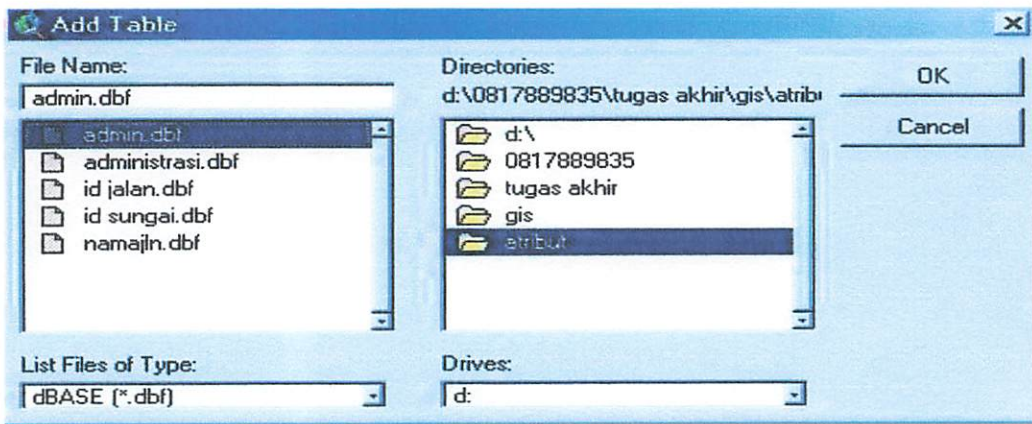 Add Table
File Name:
admin.dbf
admin.dbf
administrasi.dbf
id jalan.dbf
id sungai.dbf
namajln.dbf
List Files of Type:
dBASE (*.dbf)
Directories:
d:\0817889835\tugas akhir\gis\atribu
d:\
0817889835
tugas akhir
gis
atribut
Drives:
d:
OK
Cancel